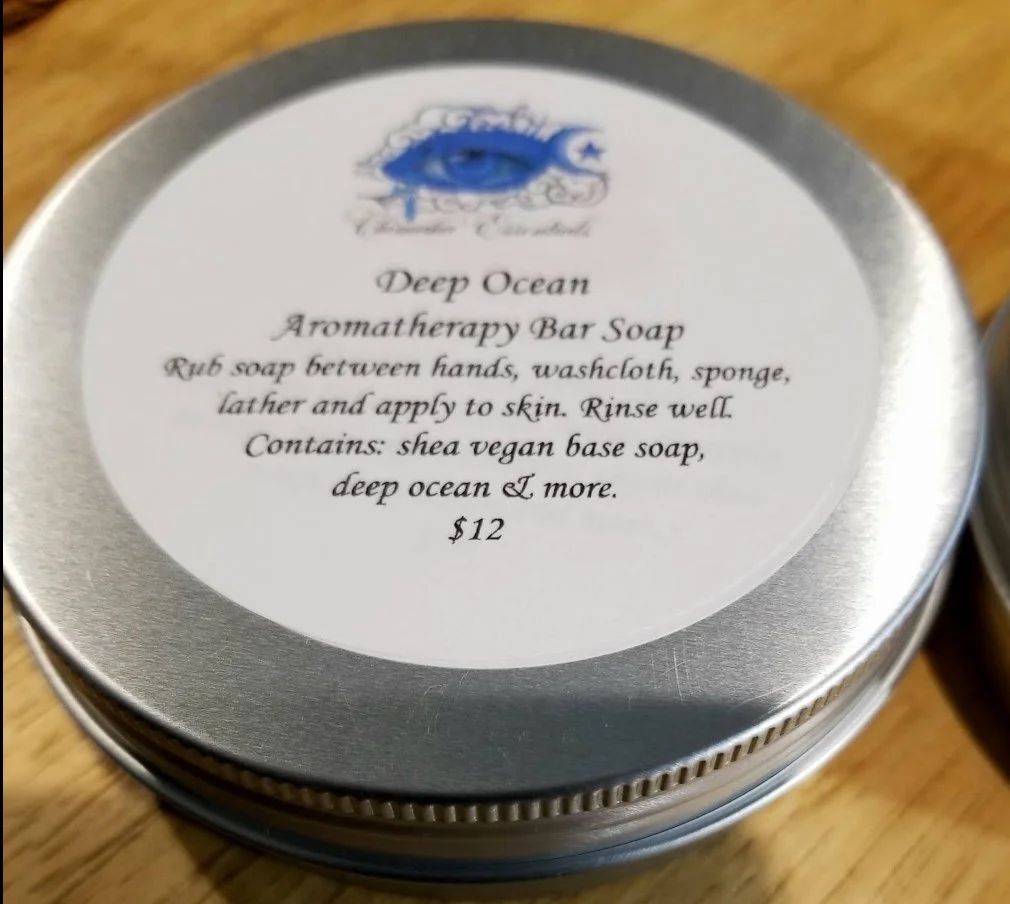 Essentials
Deep Ocean
Aromatherapy Bar Soap
Rub soap between hands, washcloth, sponge,
lather and apply to skin. Rinse well.
Contains: shea vegan base soap,
deep ocean & more.
$12